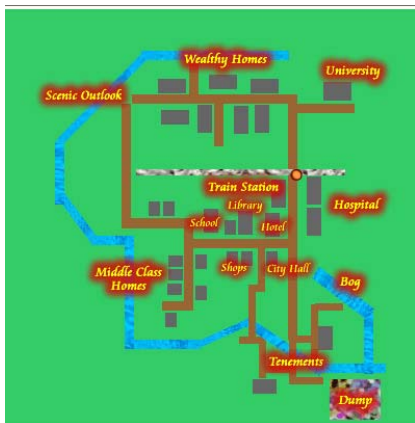 Wealthy Homes
University
Scenic Outlook
Train Station
Library
Hospital
School
Hotel
Middle Class
Homes
Shops
City Hall
Bog
Tenements
Dump